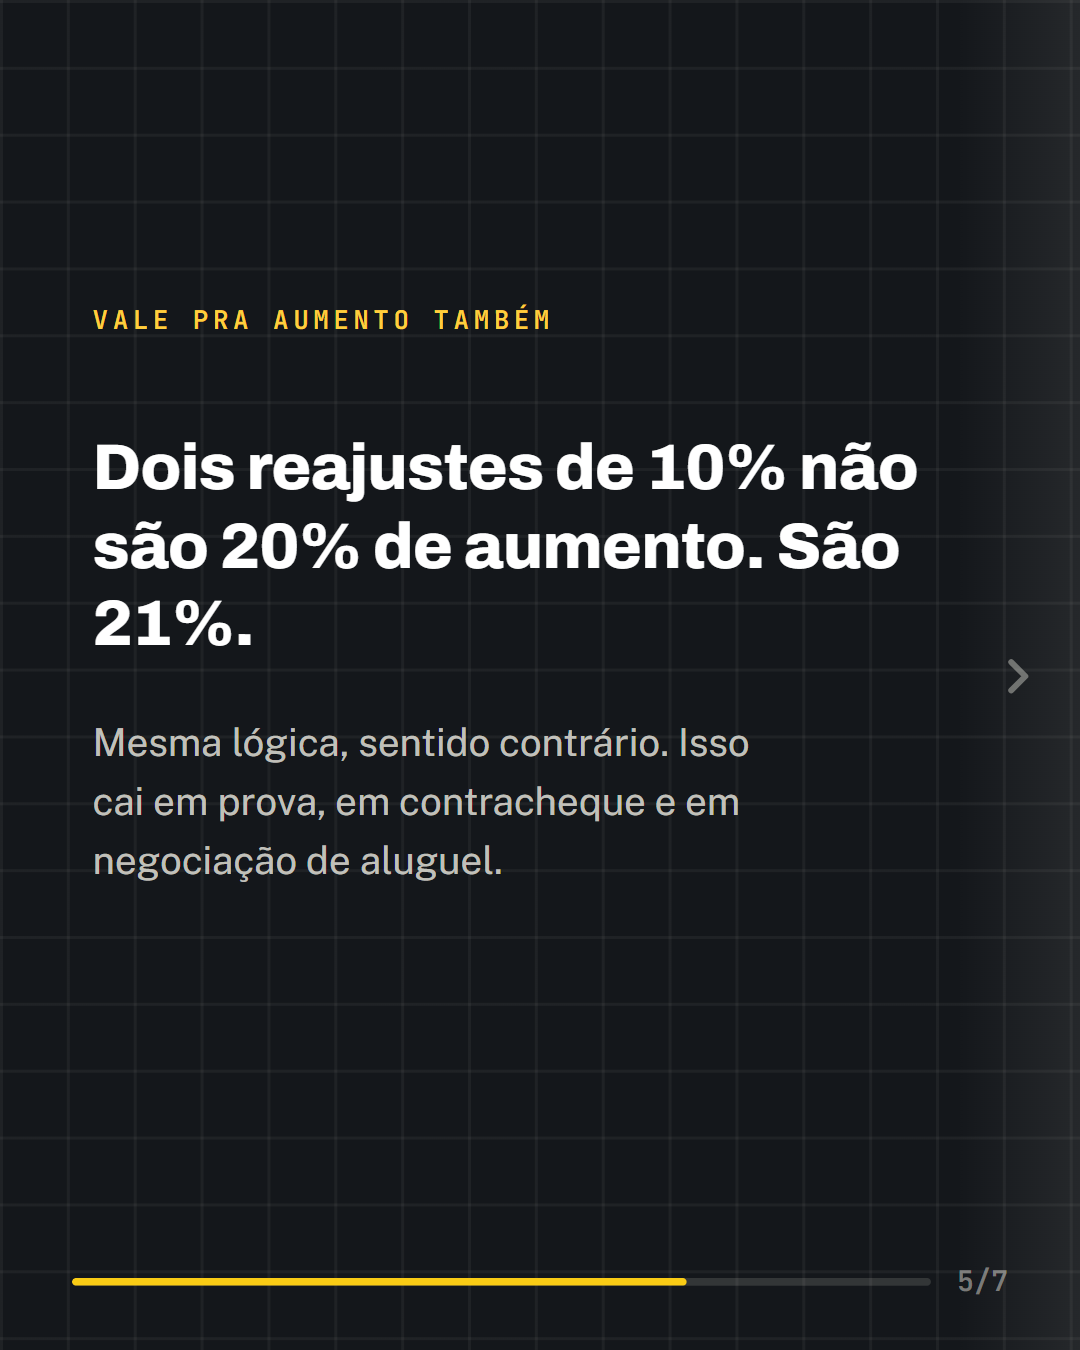 VALE PRA AUMENTO TAMBÉM
Dois reajustes de 10% não
são 20% de aumento. São
21%.
Mesma lógica, sentido contrário. Isso
cai em prova, em contracheque e em
negociação de aluguel.
5/7